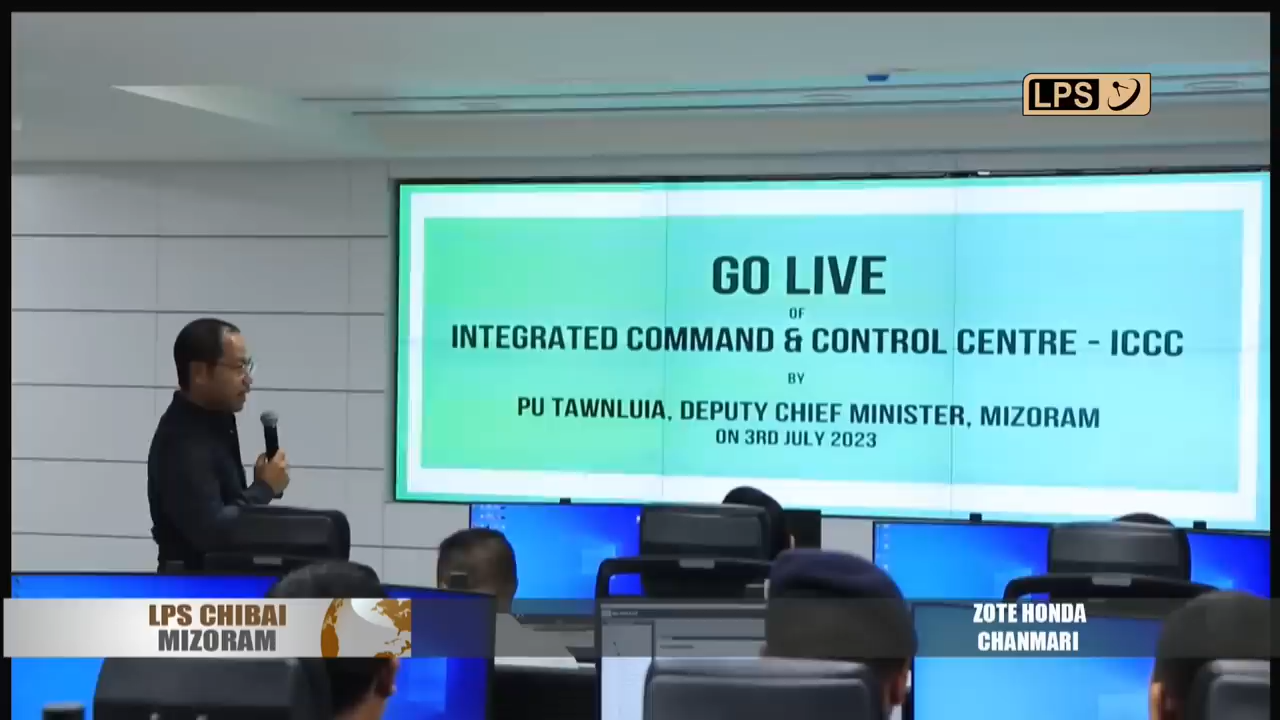 LPS
GO LIVE
OF
INTEGRATED COMMAND & CONTROL CENTRE - ICCC
BY
PU TAWNLUIA, DEPUTY CHIEF MINISTER, MIZORAM
ON 3RD JULY 2023
LPS CHIBAI
MIZORAM
ZOTE HONDA
CHANMARI